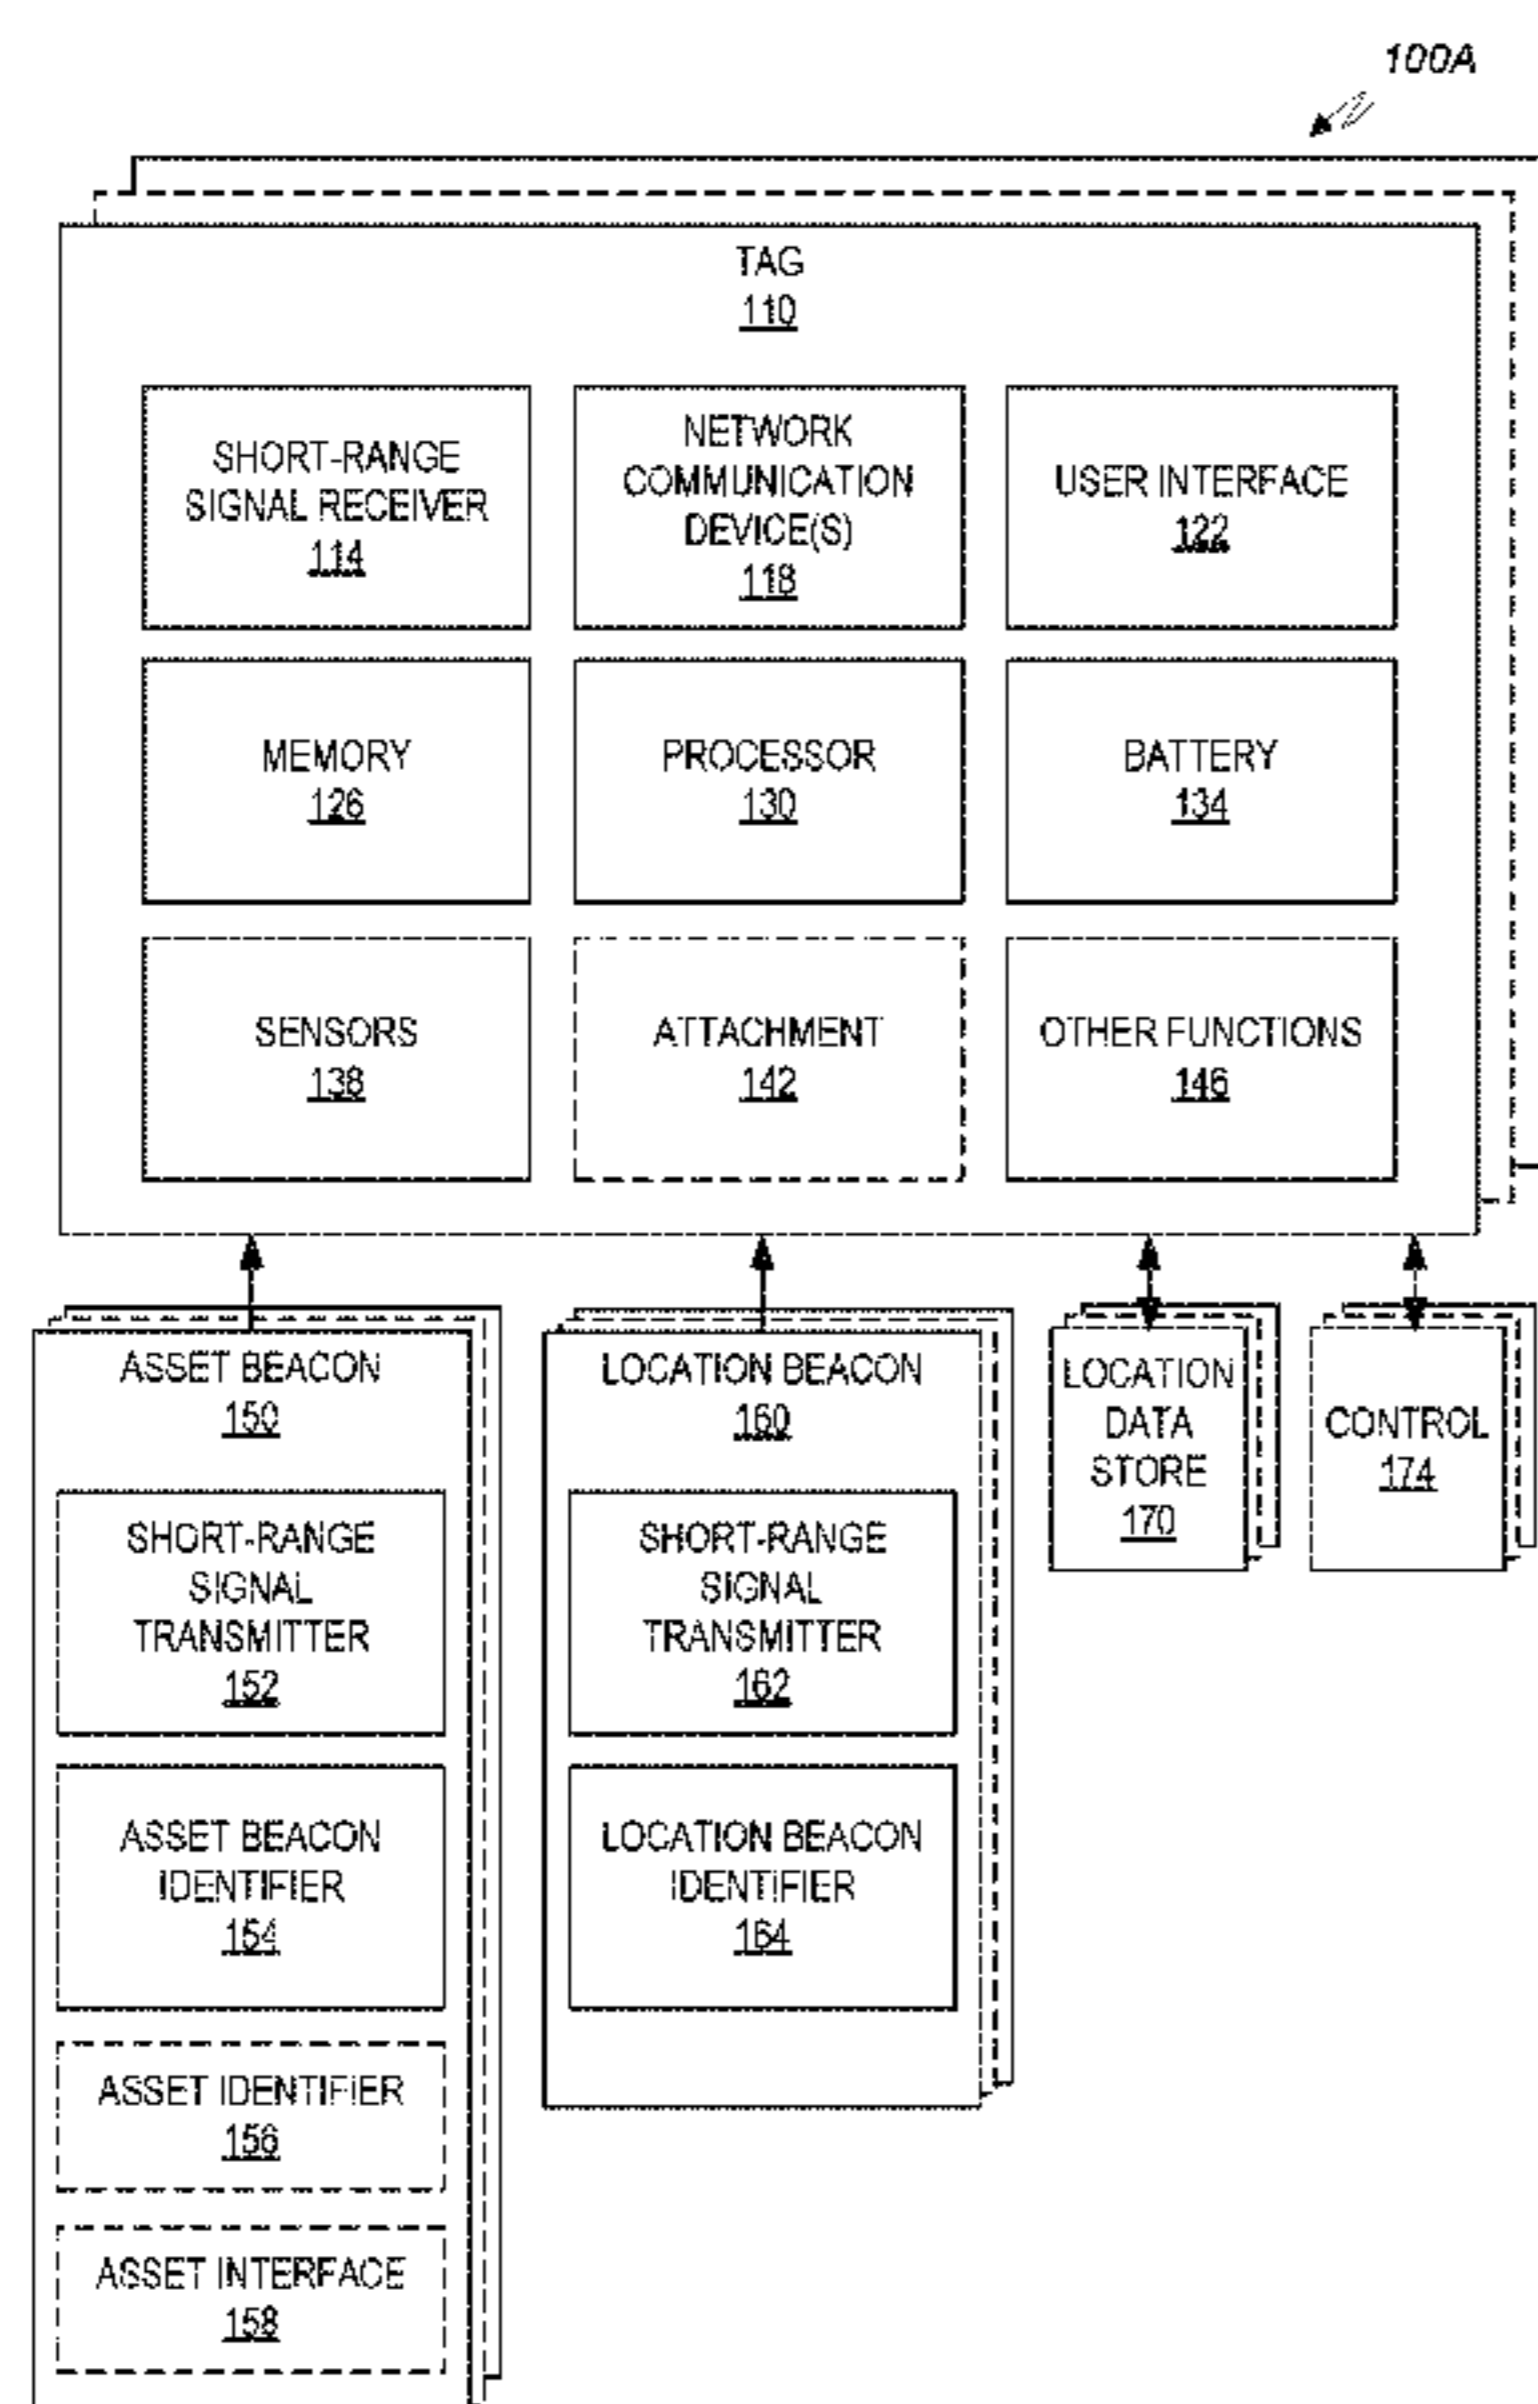 100A
TAG
110
SHORT-RANGE
SIGNAL RECEIVER
114
NETWORK
COMMUNICATION
DEVICE(S)
118
USER INTERFACE
122
MEMORY
126
PROCESSOR
130
BATTERY
134
SENSORS
138
ATTACHMENT
142
OTHER FUNCTIONS
146
ASSET BEACON
150
SHORT-RANGE
SIGNAL
TRANSMITTER
152
ASSET BEACON
IDENTIFIER
154
ASSET IDENTIFIER
156
ASSET INTERFACE
158
LOCATION BEACON
160
SHORT-RANGE
SIGNAL
TRANSMITTER
162
LOCATION BEACON
IDENTIFIER
164
LOCATION
DATA
STORE
170
CONTROL
174